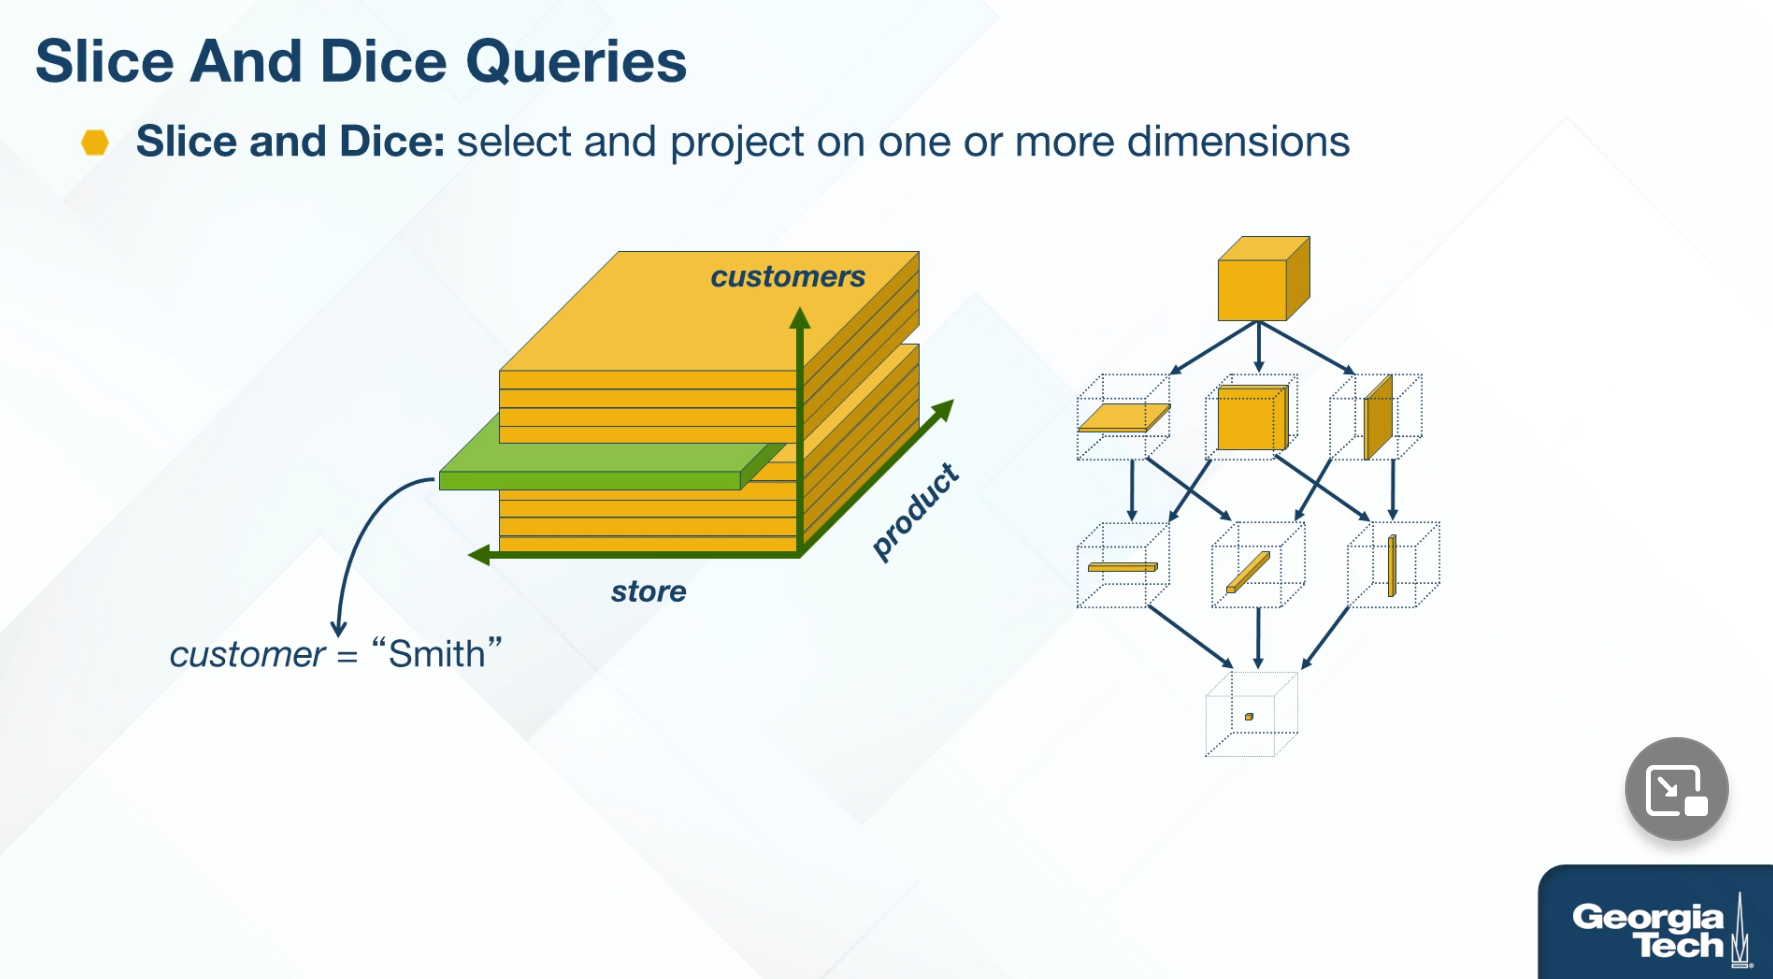 Slice And Dice Queries
Slice and Dice: select and project on one or more dimensions
customers
product
store
customer = “Smith”
Georgia
Tech